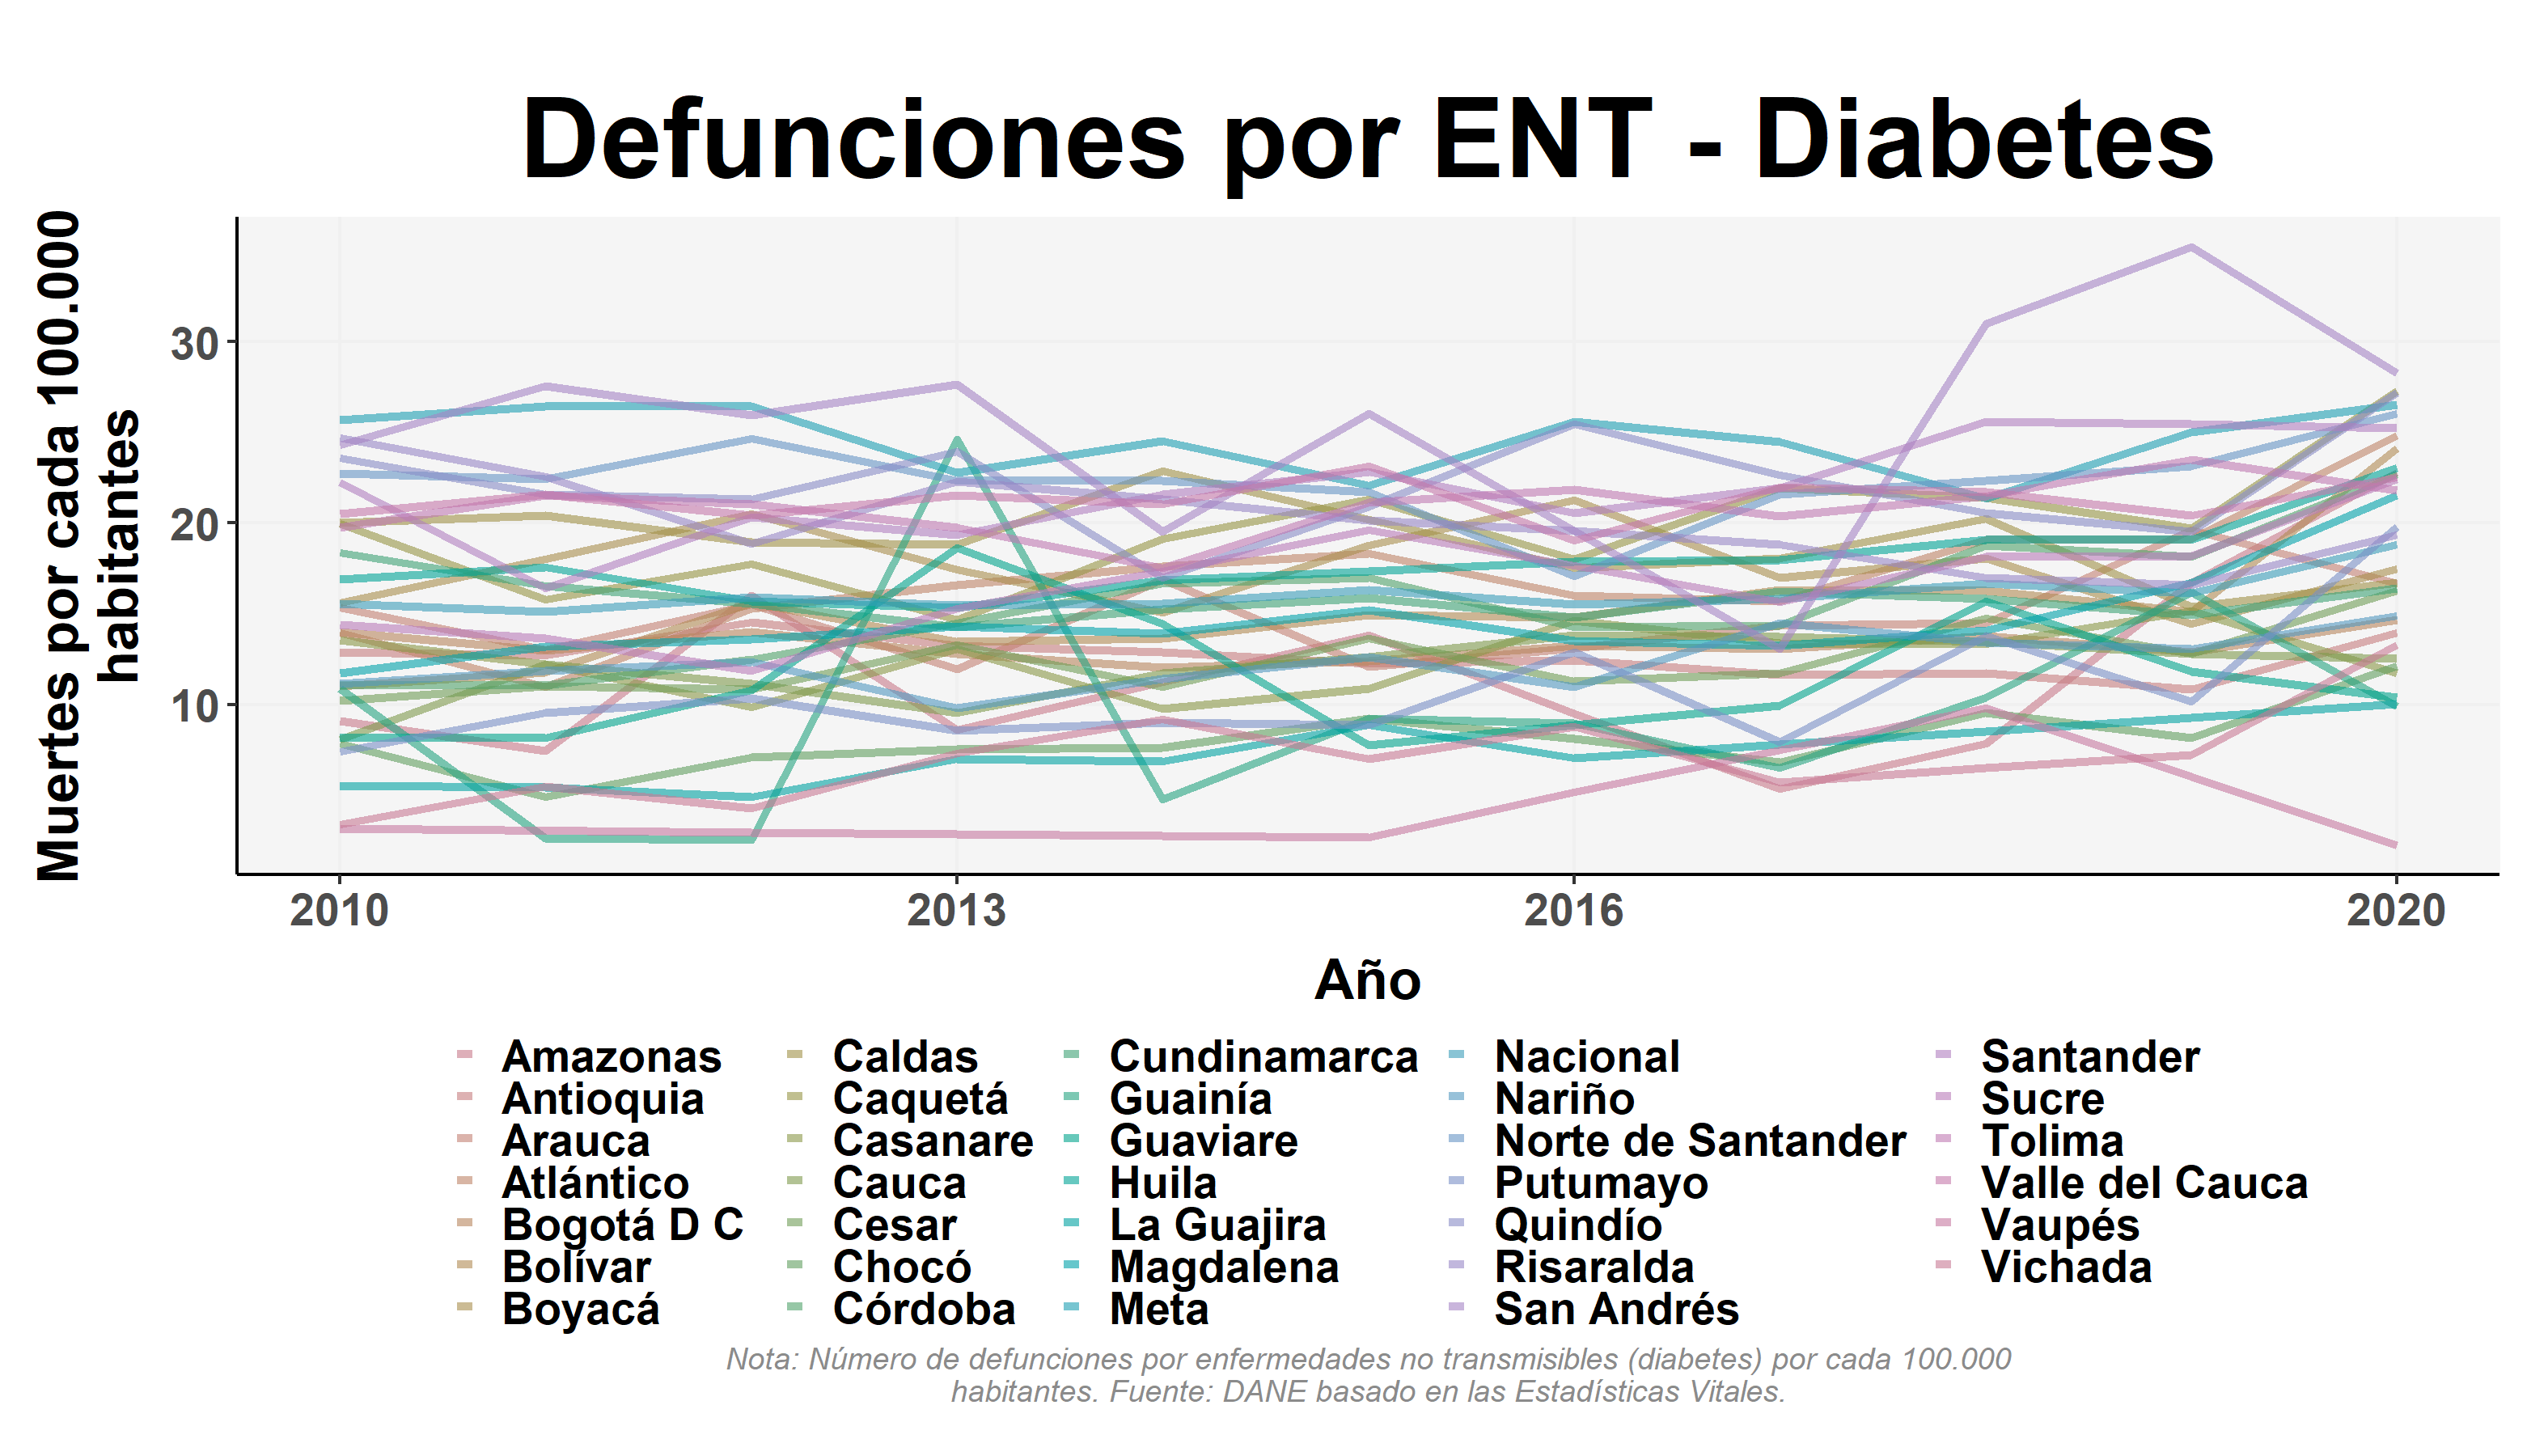 Defunciones por ENT - Diabetes
Muertes por cada 100.000
habitantes
30
20
10
2010
2013
2016
2020
Año
Amazonas
Antioquia
Arauca
Atlántico
Bogotá D C
Bolívar
Boyacá
Caldas
Caquetá
Casanare
Cauca
Cesar
Chocó
Córdoba
Cundinamarca
Guainía
Guaviare
Huila
La Guajira
Magdalena
Meta
Nacional
Nariño
Norte de Santander
Putumayo
Quindío
Risaralda
San Andrés
Santander
Sucre
Tolima
Valle del Cauca
Vaupés
Vichada
Nota: Número de defunciones por enfermedades no transmisibles (diabetes) por cada 100.000
habitantes. Fuente: DANE basado en las Estadísticas Vitales.